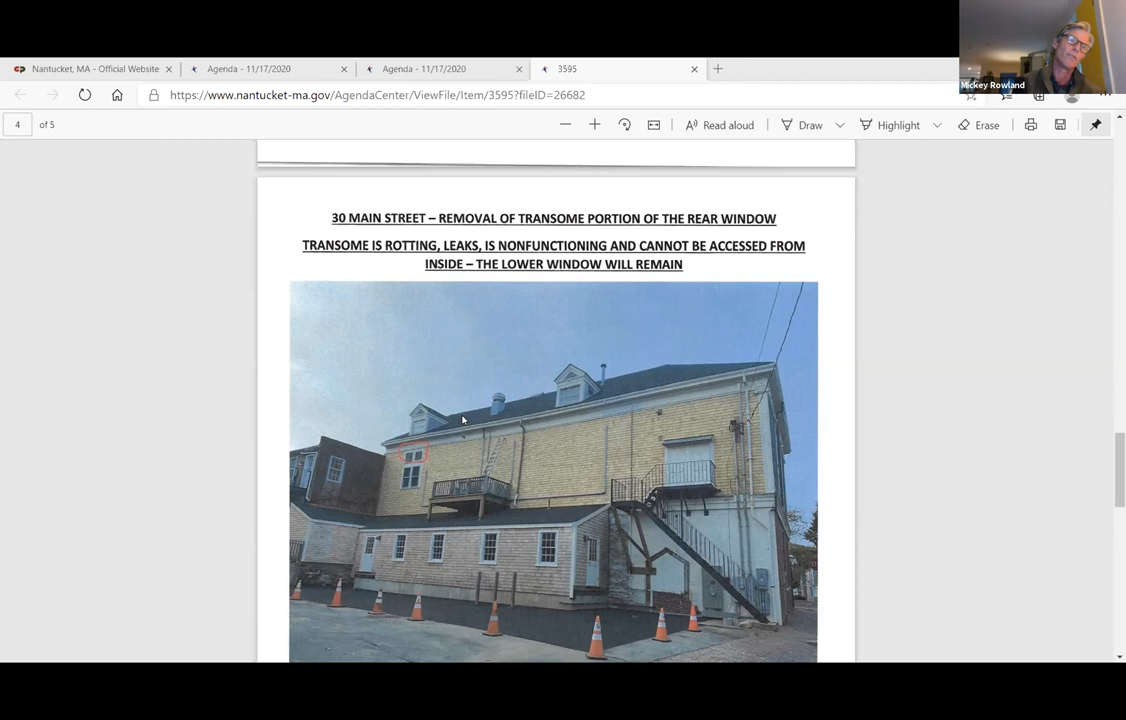 Mickey Rowland
Nantucket, MA - Official Website
Agenda - 11/17/2020
Agenda - 11/17/2020
3595
https://www.nantucket-ma.gov/AgendaCenter/ViewFile/Item/3595?fileID=26682
4 of 5
Read aloud
Draw
Highlight
Erase
30 MAIN STREET – REMOVAL OF TRANSOME PORTION OF THE REAR WINDOW
TRANSOME IS ROTTING, LEAKS, IS NONFUNCTIONING AND CANNOT BE ACCESSED FROM
INSIDE – THE LOWER WINDOW WILL REMAIN